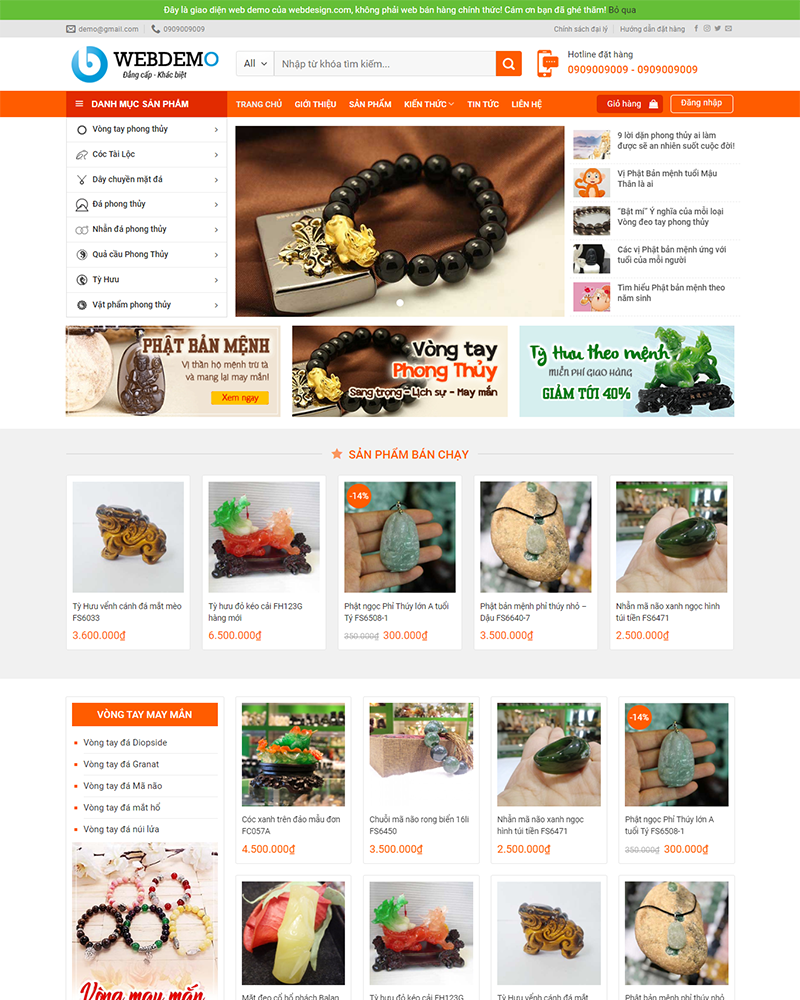 Đây là giao diện web demo của webdesign.com, không phải web bán hàng chính thức! Cám ơn bạn đã ghé thăm! Bỏ qua
demo@gmail.com
0909009009
Chính sách đại lý
Hướng dẫn đặt hàng
WEBDEMO
Đẳng cấp - Khác biệt
All
Nhập từ khóa tìm kiếm...
Hotline đặt hàng
0909009009 - 0909009009
DANH MỤC SẢN PHẨM
TRANG CHỦ
GIỚI THIỆU
SẢN PHẨM
KIẾN THỨC
TIN TỨC
LIÊN HỆ
Giỏ hàng
Đăng nhập
Vòng tay phong thủy
Cóc Tài Lộc
Dây chuyền mặt đá
Đá phong thủy
Nhẫn đá phong thủy
Quả cầu Phong Thủy
Tỳ Hưu
Vật phẩm phong thủy
9 lời dặn phong thủy ai làm
được sẽ an nhiên suốt cuộc đời!
Vị Phật Bản mệnh tuổi Mậu
Thân là ai
“Bật mí” Ý nghĩa của mỗi loại
Vòng đeo tay phong thủy
Các vị Phật bản mệnh ứng với
tuổi của mỗi người
Tìm hiểu Phật bản mệnh theo
năm sinh
PHẬT BẢN MỆNH
Vị thần hộ mệnh trừ tà
và mang lại may mắn!
Xem ngay
Vòng tay
Phong Thủy
Sang trọng - Lịch sự - May mắn
Tỳ Hưu theo mệnh
MIỄN PHÍ GIAO HÀNG
GIẢM TỚI 40%
SẢN PHẨM BÁN CHẠY
Tỳ Hưu vểnh cánh đá mắt mèo
FS6033
3.600.000₫
Tỳ hưu đỏ kéo cải FH123G
hàng mới
6.500.000₫
-14%
Phật ngọc Phỉ Thúy lớn A tuổi
Tý FS6508-1
350.000₫ 300.000₫
Phật bản mệnh phỉ thúy nhỏ –
Dậu FS6640-7
3.500.000₫
Nhẫn mã não xanh ngọc hình
túi tiền FS6471
2.500.000₫
VÒNG TAY MAY MẮN
Vòng tay đá Diopside
Vòng tay đá Granat
Vòng tay đá Mã não
Vòng tay đá mắt hổ
Vòng tay đá núi lửa
Vòng may mắn
Cóc xanh trên đảo mẫu đơn
FC057A
4.500.000₫
Chuỗi mã não rong biển 16li
FS6450
3.500.000₫
Nhẫn mã não xanh ngọc
hình túi tiền FS6471
2.500.000₫
-14%
Phật ngọc Phỉ Thúy lớn A
tuổi Tý FS6508-1
350.000₫ 300.000₫
Mặt đeo cổ hổ phách Balan
Tỳ hưu đỏ kéo cải FH123G
Tỳ Hưu vểnh cánh đá mắt
Phật bản mệnh phỉ thúy nhỏ